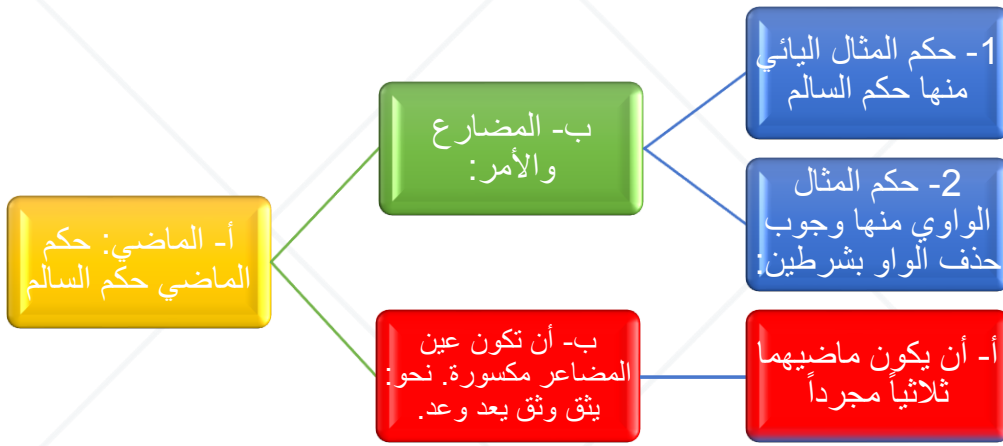 1- حكم المثال اليائي
منها حكم السالم
ب- المضارع
والأمر:
2- حكم المثال
الواوي منها وجوب
حذف الواو بشرطين:
أ- الماضي: حكم
الماضي حكم السالم
ب- أن تكون عين
المضاعر مكسورة. نحو:
يثق وثق يعد وعد.
أ- أن يكون ماضيهما
ثلاثياً مجرداً